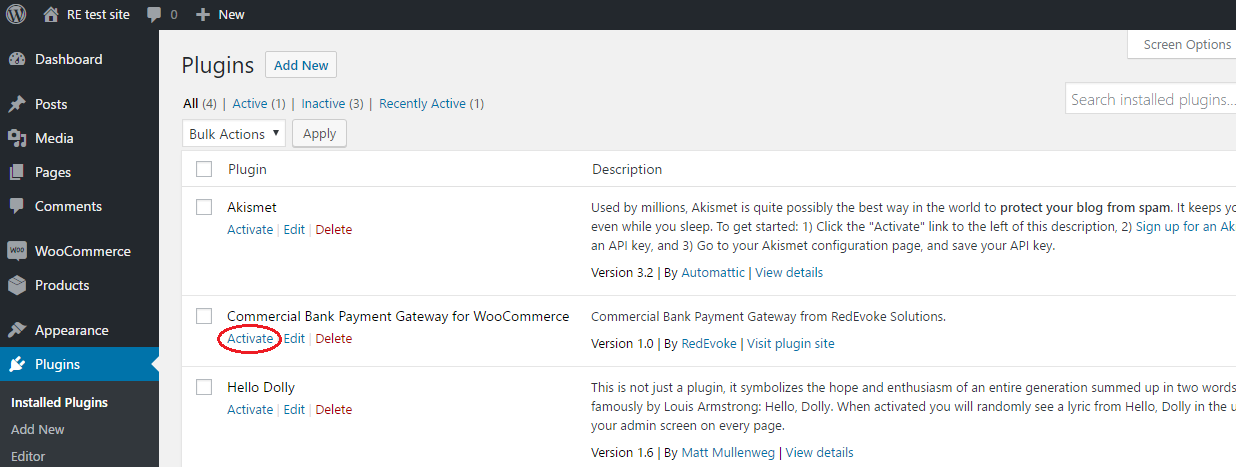 RE test site 0 New
Dashboard
Posts
Media
Pages
Comments
WOO WooCommerce
Products
Appearance
Plugins
Installed Plugins
Add New
Editor
Screen Options
Plugins Add New
All (4) | Active (1) | Inactive (3) | Recently Active (1)
Search installed plugins...
Bulk Actions Apply
Plugin Description
Akismet
Activate | Edit | Delete
Used by millions, Akismet is quite possibly the best way in the world to protect your blog from spam. It keeps
even while you sleep. To get started: 1) Click the "Activate" link to the left of this description, 2) Sign up for an
an API key, and 3) Go to your Akismet configuration page, and save your API key.
Version 3.2 | By Automattic | View details
Commercial Bank Payment Gateway for WooCommerce
Activate | Edit | Delete
Commercial Bank Payment Gateway from RedEvoke Solutions.
Version 1.0 | By RedEvoke | Visit plugin site
Hello Dolly
Activate | Edit | Delete
This is not just a plugin, it symbolizes the hope and enthusiasm of an entire generation summed up in two words
famously by Louis Armstrong: Hello, Dolly. When activated you will randomly see a lyric from Hello, Dolly in the
your admin screen on every page.
Version 1.6 | By Matt Mullenweg | View details